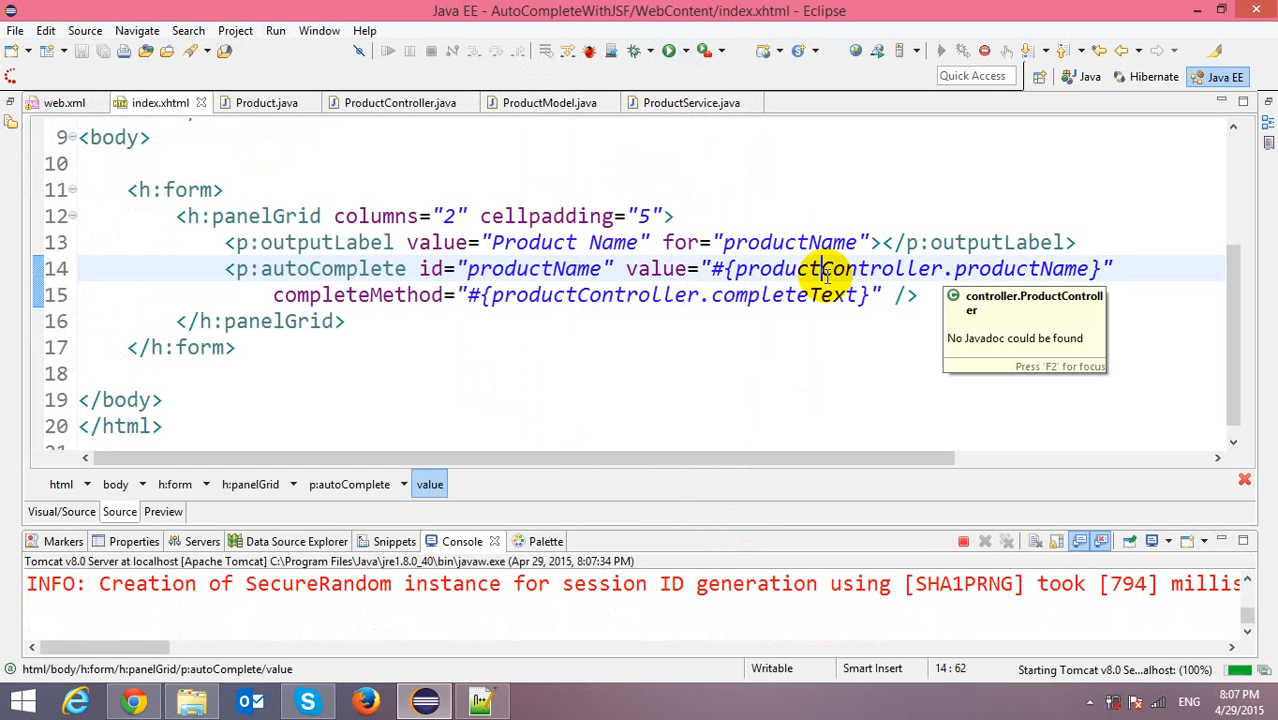 Java EE - AutoCompleteWithJSF/WebContent/index.xhtml - Eclipse
File Edit Source Navigate Search Project Run Window Help
Quick Access Java Hibernate Java EE
web.xml index.xhtml Product.java ProductController.java ProductModel.java ProductService.java
9 <body>
10
11 <h:form>
12 <h:panelGrid columns="2" cellpadding="5">
13 <p:outputLabel value="Product Name" for="productName"></p:outputLabel>
14 <p:autoComplete id="productName" value="#{productController.productName}"
15 completeMethod="#{productController.completeText}" />
16 </h:panelGrid>
17 </h:form>
18
19 </body>
20 </html>
controller.ProductControll
er
No Javadoc could be found
Press 'F2' for focus
html body h:form h:panelGrid p:autoComplete value
Visual/Source Source Preview
Markers Properties Servers Data Source Explorer Snippets Console Palette
Tomcat v8.0 Server at localhost [Apache Tomcat] C:\Program Files\Java\jre1.8.0_40\bin\javaw.exe (Apr 29, 2015, 8:07:34 PM)
INFO: Creation of SecureRandom instance for session ID generation using [SHA1PRNG] took [794] millis
html/body/h:form/h:panelGrid/p:autoComplete/value Writable Smart Insert 14 : 62 Starting Tomcat v8.0 Se...alhost: (100%)
ENG 8:07 PM
4/29/2015